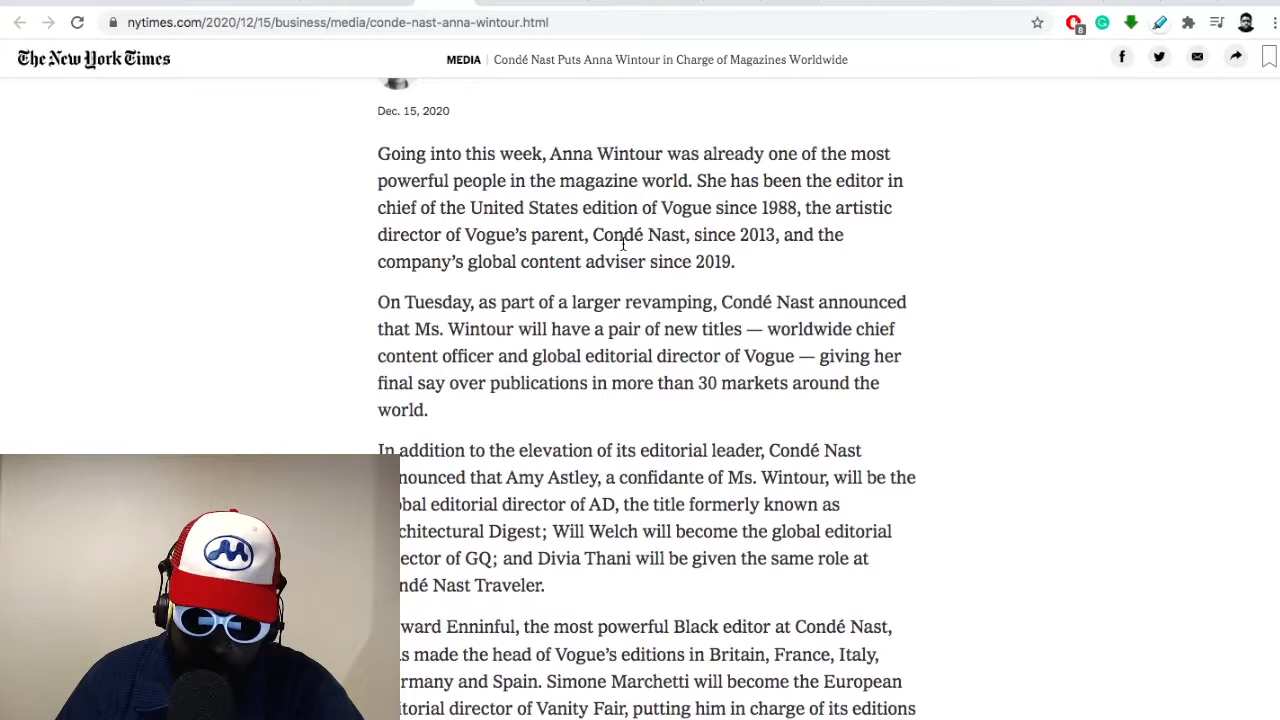 nytimes.com/2020/12/15/business/media/conde-nast-anna-wintour.html
8
The New York Times
MEDIA | Condé Nast Puts Anna Wintour in Charge of Magazines Worldwide
Dec. 15, 2020
Going into this week, Anna Wintour was already one of the most
powerful people in the magazine world. She has been the editor in
chief of the United States edition of Vogue since 1988, the artistic
director of Vogue’s parent, Condé Nast, since 2013, and the
company’s global content adviser since 2019.
On Tuesday, as part of a larger revamping, Condé Nast announced
that Ms. Wintour will have a pair of new titles — worldwide chief
content officer and global editorial director of Vogue — giving her
final say over publications in more than 30 markets around the
world.
In addition to the elevation of its editorial leader, Condé Nast
nounced that Amy Astley, a confidante of Ms. Wintour, will be the
obal editorial director of AD, the title formerly known as
chitectural Digest; Will Welch will become the global editorial
ector of GQ; and Divia Thani will be given the same role at
ndé Nast Traveler.
ward Enninful, the most powerful Black editor at Condé Nast,
s made the head of Vogue’s editions in Britain, France, Italy,
rmany and Spain. Simone Marchetti will become the European
itorial director of Vanity Fair, putting him in charge of its editions
M